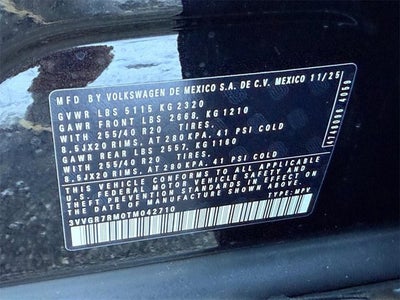 MFD BY VOLKSWAGEN DE MEXICO S.A. DE C.V. MEXICO 11/25
GVWR LBS 5115 KG 2320
GAWR FRONT LBS 2668, KG 1210
WITH 255/40 R20 TIRES.
8.5JX20 RIMS. AT 280 KPA. 41 PSI COLD
GAWR REAR LBS 2557, KG 1160
WITH 255/40 R20 TIRES.
8.5JX20 RIMS. AT 280 KPA. 41 PSI COLD
THIS VEHICLE CONFORMS TO ALL APPLICABLE
U.S. FEDERAL MOTOR VEHICLE SAFETY
STANDARDS IN EFFECT ON
THE DATE OF MANUFACTURE SHOWN ABOVE.
3VVGR7RM0TM042710 TYPE: MPV
4059